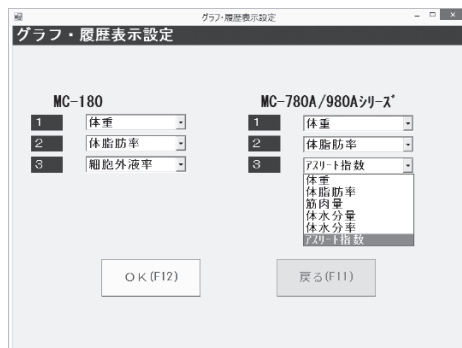 グラフ・履歴表示設定
グラフ・履歴表示設定
MC-180
1 体重
2 体脂肪率
3 細胞外液率
MC-780A/980Aｼﾘｰｽﾞ
1 体重
2 体脂肪率
3 ｱｽﾘｰﾄ指数
体重
体脂肪率
筋肉量
体水分量
体水分率
ｱｽﾘｰﾄ指数
OK(F12)
戻る(F11)